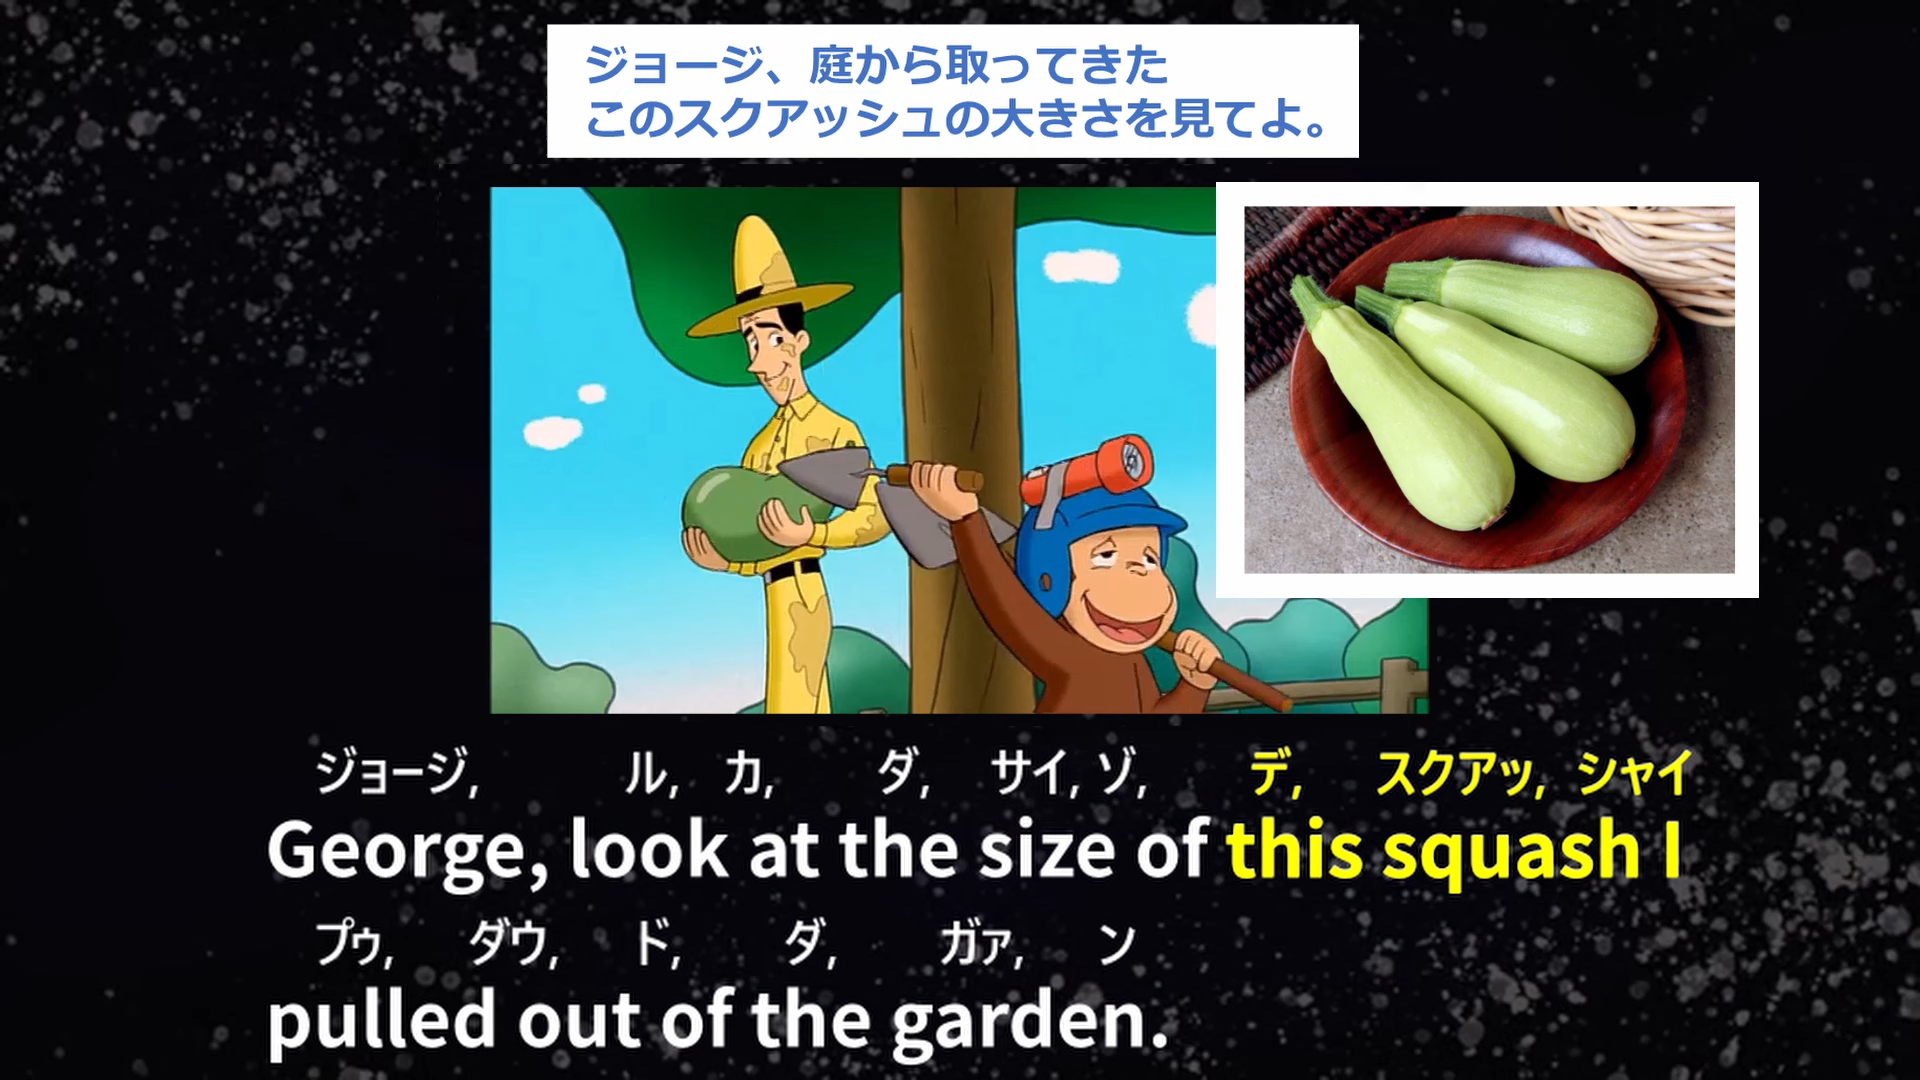 ジョージ、庭から取ってきた
このスクアッシュの大きさを見てよ。
ジョージ, ル, カ, ダ, サイ, ゾ, デ, スクアッ, シャイ
George, look at the size of this squash I
プゥ, ダウ, ド, ダ, ガァ, ン
pulled out of the garden.